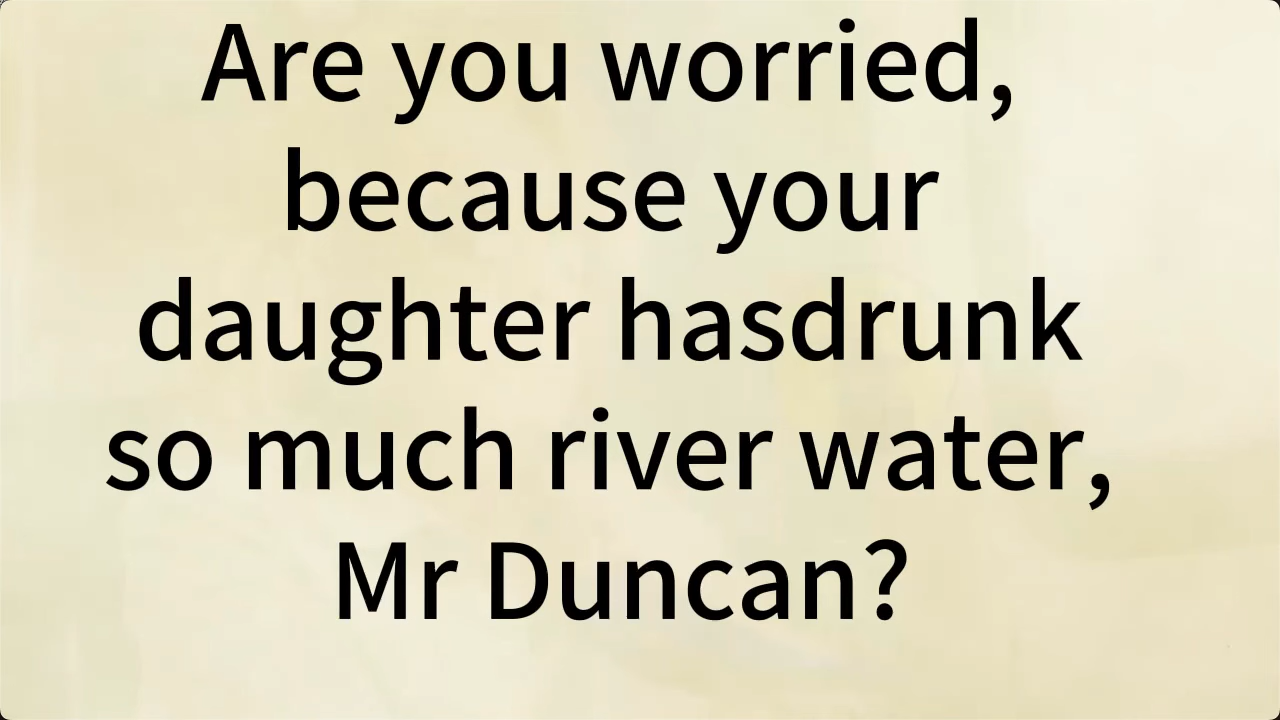 Are you worried,
because your
daughter hasdrunk
so much river water,
Mr Duncan?